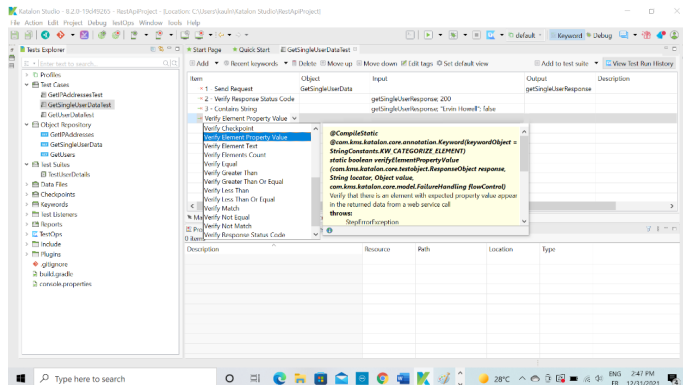 Katalon Studio - 8.2.0-19d49265 - RestApiProject - [Location: C:\Users\kaslm\Katalon Studio\RestApiProject]
File Action Edit Project Debug TestOps Window Tools Help
default
Keyword Debug
Tests Explorer
Start Page Quick Start GetSingleUserDataTest
Enter text to search...
Add Recent keywords Delete Move up Move down Edit tags Set default view Add to test suite View Test Run History
Profiles
Test Cases
GetIPAddressesTest
GetSingleUserDataTest
GetUserDataTest
Object Repository
GetIPAddresses
GetSingleUserData
GetUsers
Test Suites
TestUserDetails
Data Files
Checkpoints
Keywords
Test Listeners
Reports
TestOps
Include
Plugins
.gitignore
build.gradle
console.properties
Item Object Input Output Description
1 - Send Request GetSingleUserData getSingleUserResponse
2 - Verify Response Status Code getSingleUserResponse; 200
3 - Contains String getSingleUserResponse; "Ervin Howell"; false
Verify Element Property Value
Verify Checkpoint
Verify Element Property Value
Verify Element Text
Verify Elements Count
Verify Equal
Verify Greater Than
Verify Greater Than Or Equal
Verify Less Than
Verify Less Than Or Equal
Verify Match
Verify Not Equal
Verify Not Match
Verify Response Status Code
@CompileStatic
@com.kms.katalon.core.annotation.Keyword(keywordObject =
StringConstants.KW_CATEGORIZE_ELEMENT)
static boolean verifyElementPropertyValue
(com.kms.katalon.core.testobject.ResponseObject response,
String locator, Object value,
com.kms.katalon.core.model.FailureHandling flowControl)
Verify that there is an element with expected property value appear
in the returned data from a web service call
throws:
StepErrorException
0 items
Description Resource Path Location Type
Type here to search
28°C
ENG
FR
2:47 PM
12/31/2021